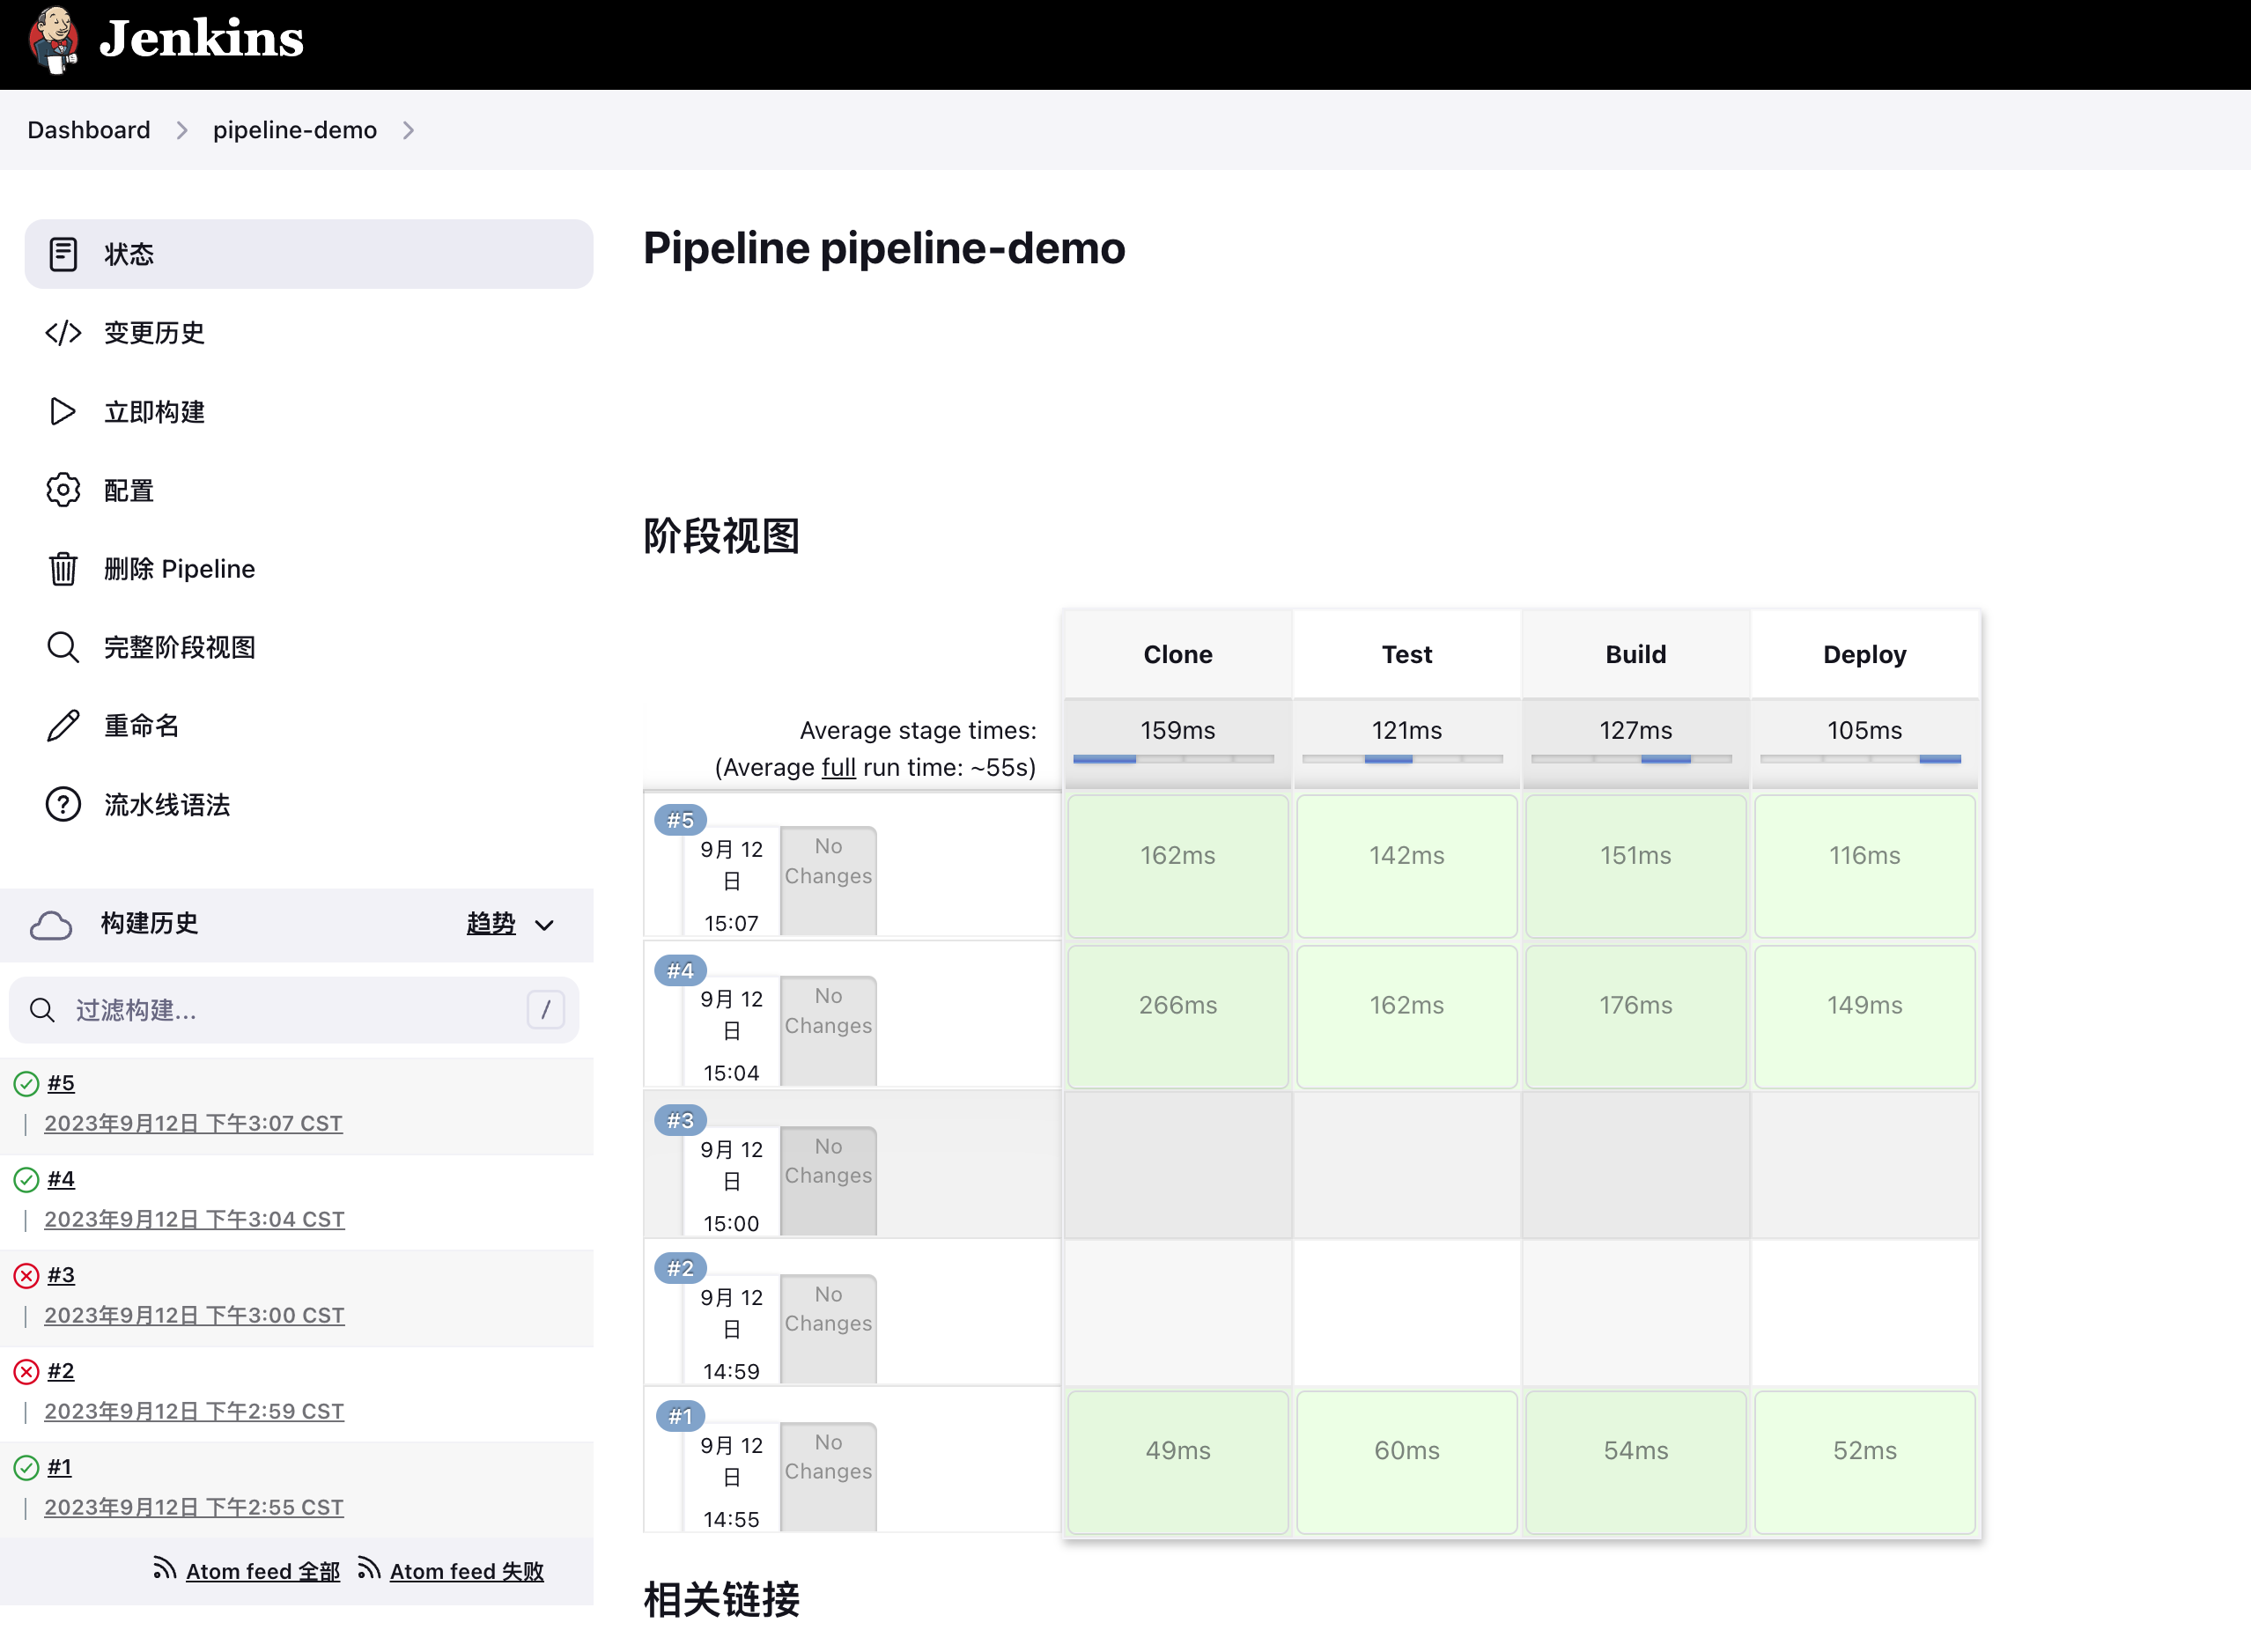 Jenkins
Dashboard
pipeline-demo
状态
变更历史
立即构建
配置
删除 Pipeline
完整阶段视图
重命名
流水线语法
构建历史
趋势
过滤构建...
/
#5
2023年9月12日 下午3:07 CST
#4
2023年9月12日 下午3:04 CST
#3
2023年9月12日 下午3:00 CST
#2
2023年9月12日 下午2:59 CST
#1
2023年9月12日 下午2:55 CST
Atom feed 全部
Atom feed 失败
Pipeline pipeline-demo
阶段视图
Clone
Test
Build
Deploy
Average stage times:
(Average full run time: ~55s)
159ms
121ms
127ms
105ms
#5
9月 12
日
15:07
No
Changes
162ms
142ms
151ms
116ms
#4
9月 12
日
15:04
No
Changes
266ms
162ms
176ms
149ms
#3
9月 12
日
15:00
No
Changes
#2
9月 12
日
14:59
No
Changes
#1
9月 12
日
14:55
No
Changes
49ms
60ms
54ms
52ms
相关链接